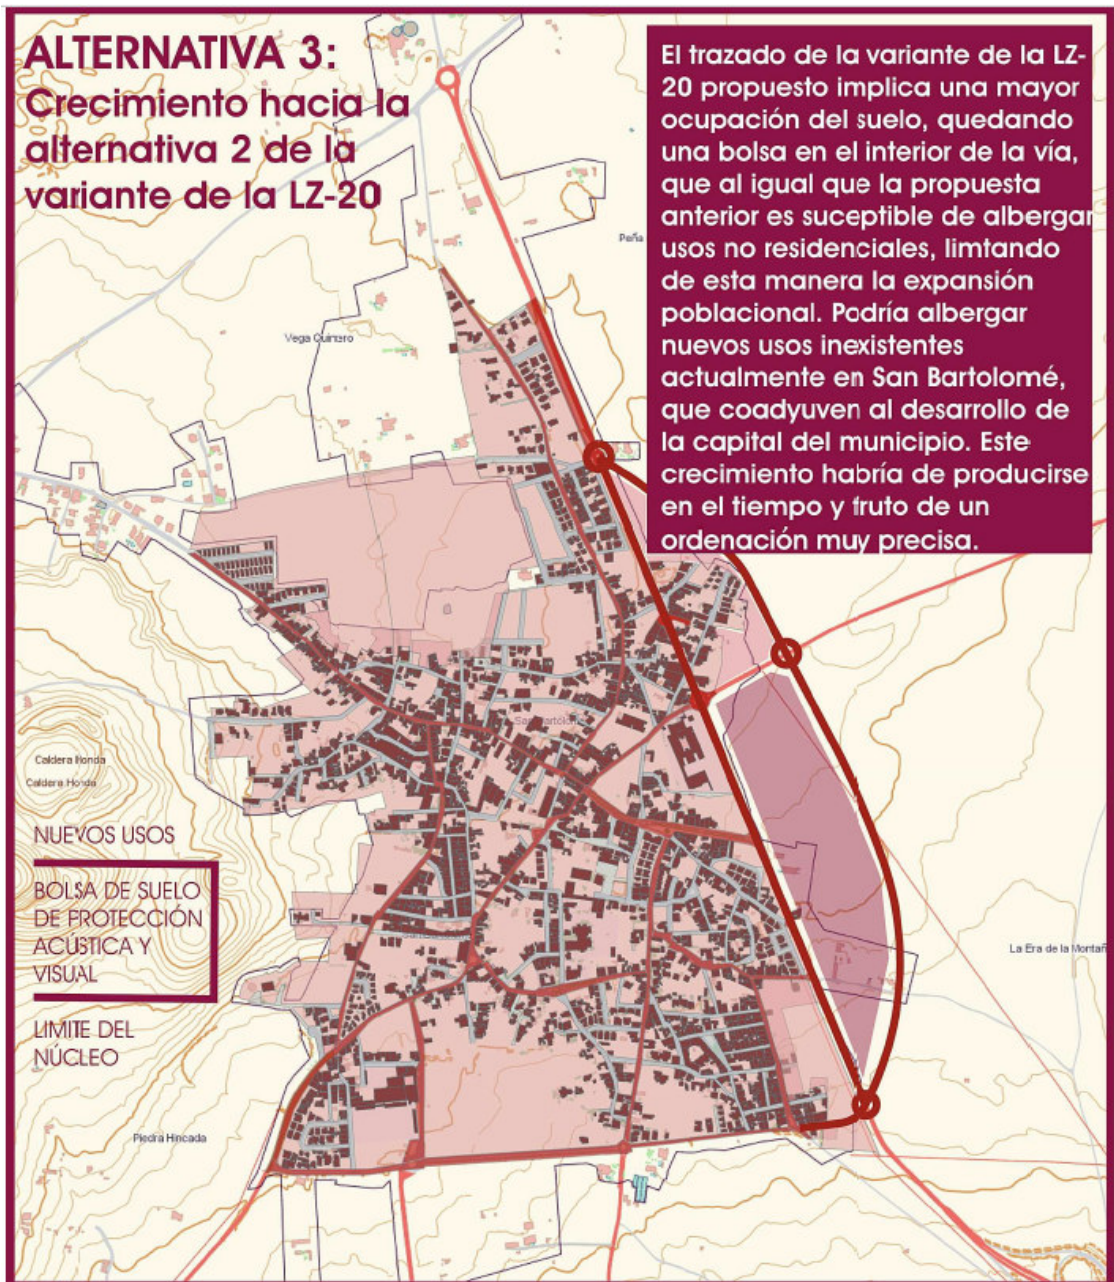 ALTERNATIVA 3:
Crecimiento hacia la
alternativa 2 de la
variante de la LZ-20
El trazado de la variante de la LZ-
20 propuesto implica una mayor
ocupación del suelo, quedando
una bolsa en el interior de la vía,
que al igual que la propuesta
anterior es suceptible de albergar
usos no residenciales, limtando
de esta manera la expansión
poblacional. Podría albergar
nuevos usos inexistentes
actualmente en San Bartolomé,
que coadyuven al desarrollo de
la capital del municipio. Este
crecimiento habría de producirse
en el tiempo y fruto de un
ordenación muy precisa.
Peña
Vega Quintero
San Bartolomé
Caldera Honda
Caldera Honda
NUEVOS USOS
BOLSA DE SUELO
DE PROTECCIÓN
ACÚSTICA Y
VISUAL
LIMITE DEL
NÚCLEO
La Era de la Montañ
Piedra Hincada